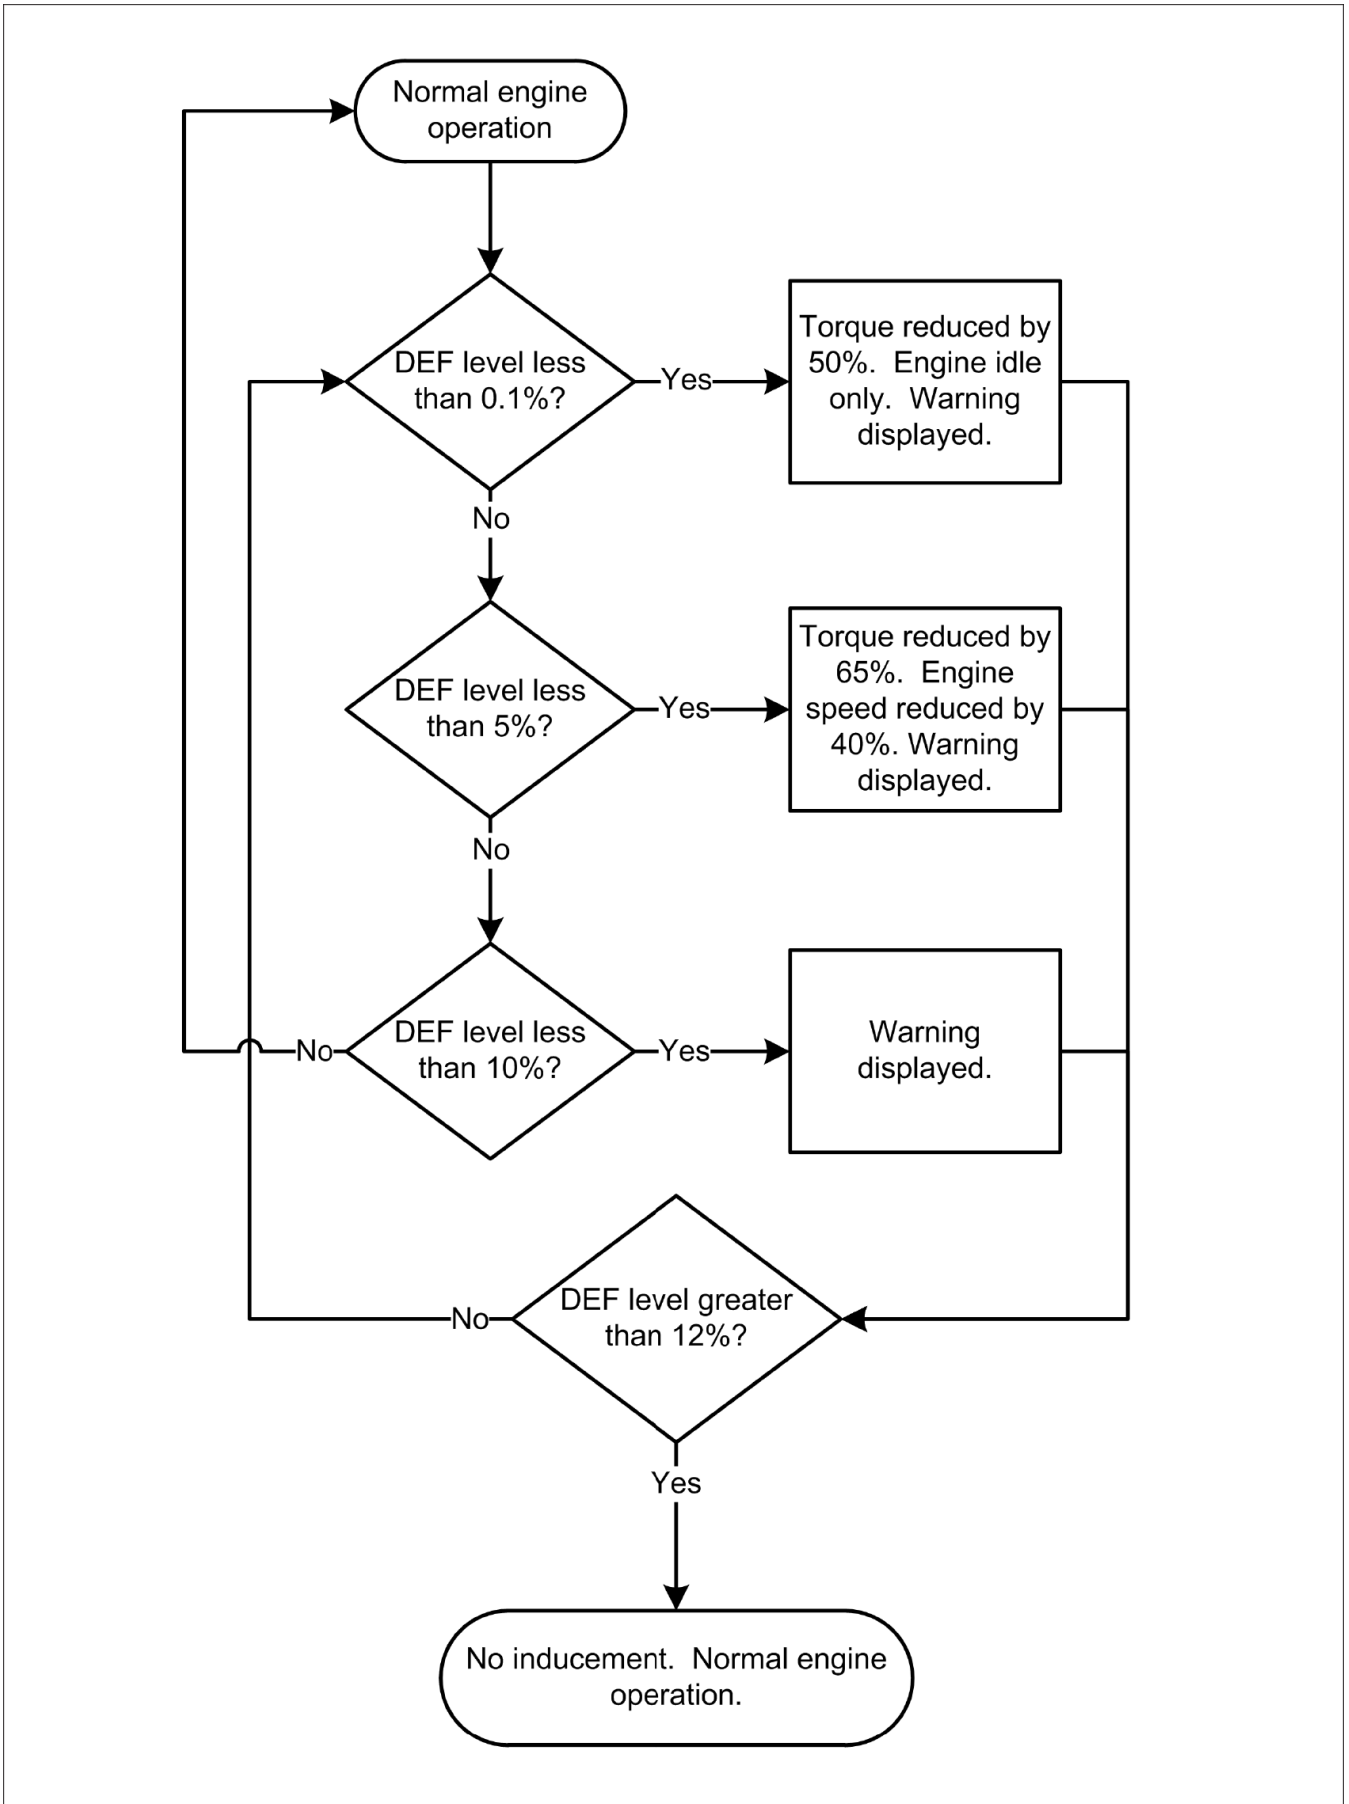 Normal engine
operation
DEF level less
than 0.1%?
Yes
Torque reduced by
50%. Engine idle
only. Warning
displayed.
No
DEF level less
than 5%?
Yes
Torque reduced by
65%. Engine
speed reduced by
40%. Warning
displayed.
No
DEF level less
than 10%?
No
Yes
Warning
displayed.
DEF level greater
than 12%?
No
Yes
No inducement. Normal engine
operation.